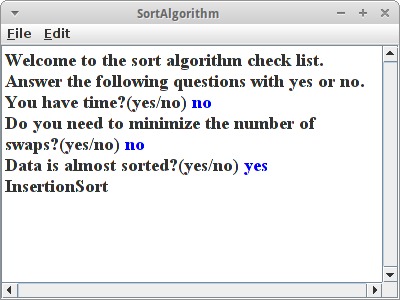 SortAlgorithm
File Edit
Welcome to the sort algorithm check list.
Answer the following questions with yes or no.
You have time?(yes/no) no
Do you need to minimize the number of
swaps?(yes/no) no
Data is almost sorted?(yes/no) yes
InsertionSort